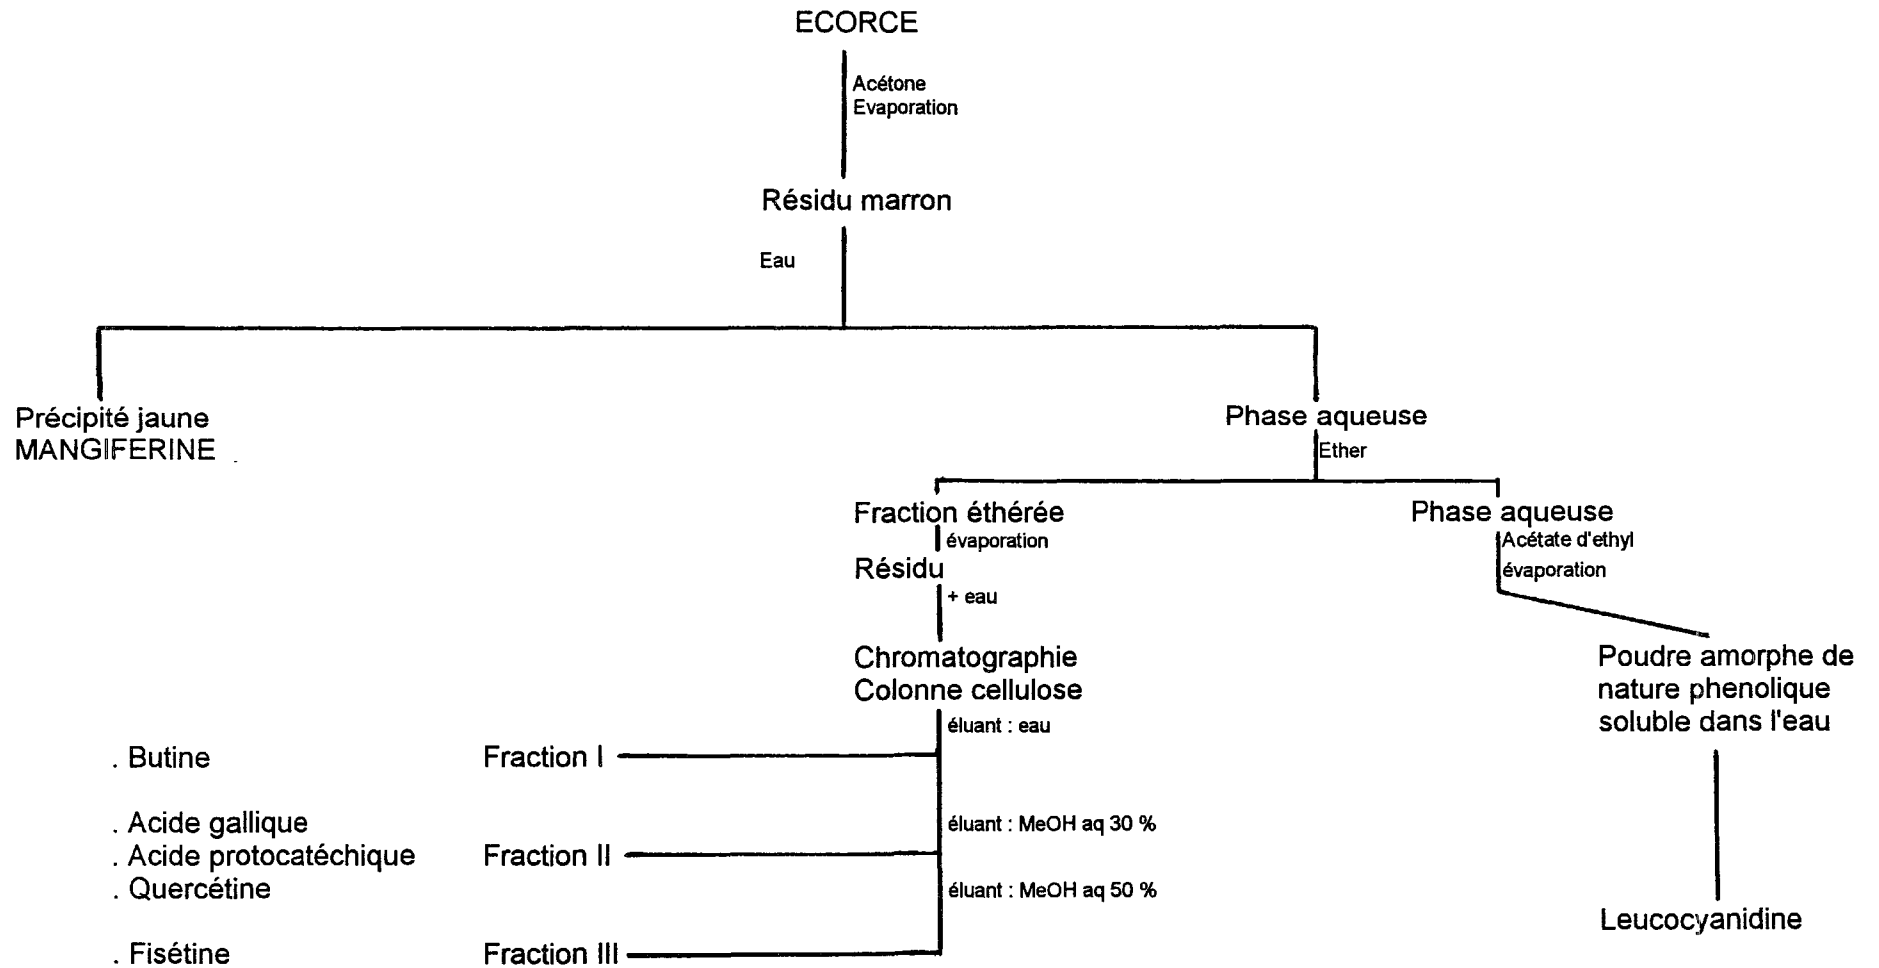 ECORCE
Acétone
Evaporation
Résidu marron
Eau
Précipité jaune
MANGIFERINE
Phase aqueuse
Ether
Fraction éthérée
évaporation
Résidu
+ eau
Chromatographie
Colonne cellulose
éluant : eau
Phase aqueuse
Acétate d'ethyl
évaporation
Poudre amorphe de
nature phenolique
soluble dans l'eau
Leucocyanidine
. Butine
Fraction I
éluant : MeOH aq 30 %
. Acide gallique
. Acide protocatéchique
. Quercétine
Fraction II
éluant : MeOH aq 50 %
. Fisétine
Fraction III